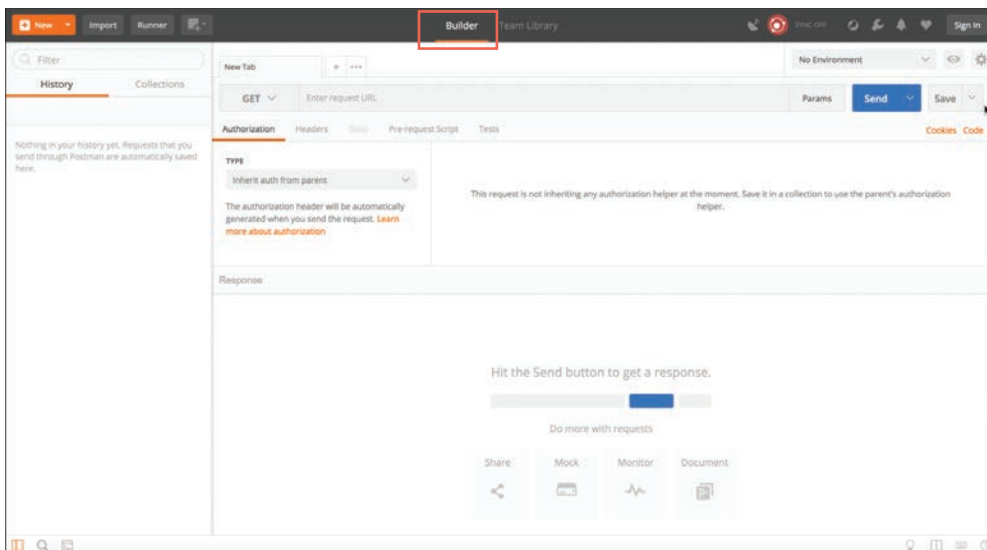 New
Import
Runner
Builder
Team Library
SYNC OFF
Sign In
Filter
History
Collections
Nothing in your history yet. Requests that you
send through Postman are automatically saved
here.
New Tab
No Environment
GET
Enter request URL
Params
Send
Save
Authorization
Headers
Body
Pre-request Script
Tests
Cookies
Code
TYPE
Inherit auth from parent
The authorization header will be automatically
generated when you send the request. Learn
more about authorization
This request is not inheriting any authorization helper at the moment. Save it in a collection to use the parent's authorization
helper.
Response
Hit the Send button to get a response.
Do more with requests
Share
Mock
Monitor
Document